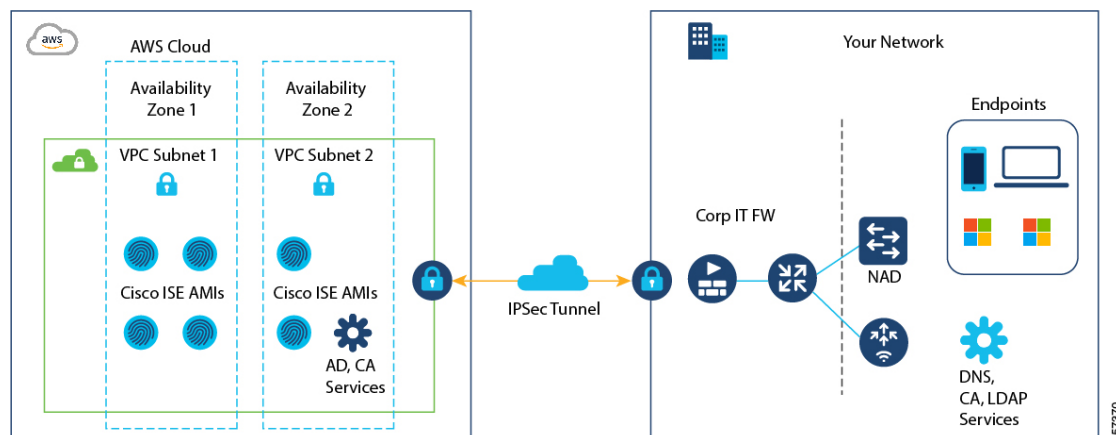 aws
AWS Cloud
Availability
Zone 1
Availability
Zone 2
VPC Subnet 1
VPC Subnet 2
Cisco ISE AMIs
Cisco ISE AMIs
AD, CA
Services
IPSec Tunnel
Your Network
Endpoints
Corp IT FW
NAD
DNS,
CA, LDAP
Services